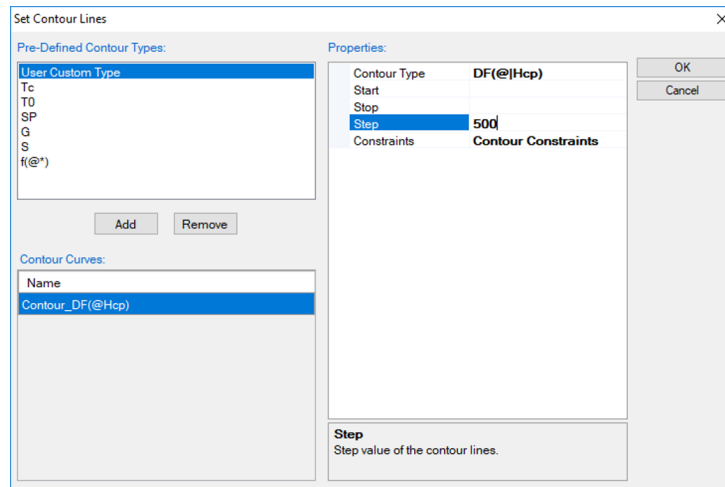 Set Contour Lines
Pre-Defined Contour Types:
User Custom Type
Tc
T0
SP
G
S
f(@*)
Add Remove
Contour Curves:
Name
Contour_DF(@Hcp)
Properties:
Contour Type DF(@|Hcp)
Start
Stop
Step 500
Constraints Contour Constraints
Step
Step value of the contour lines.
OK
Cancel